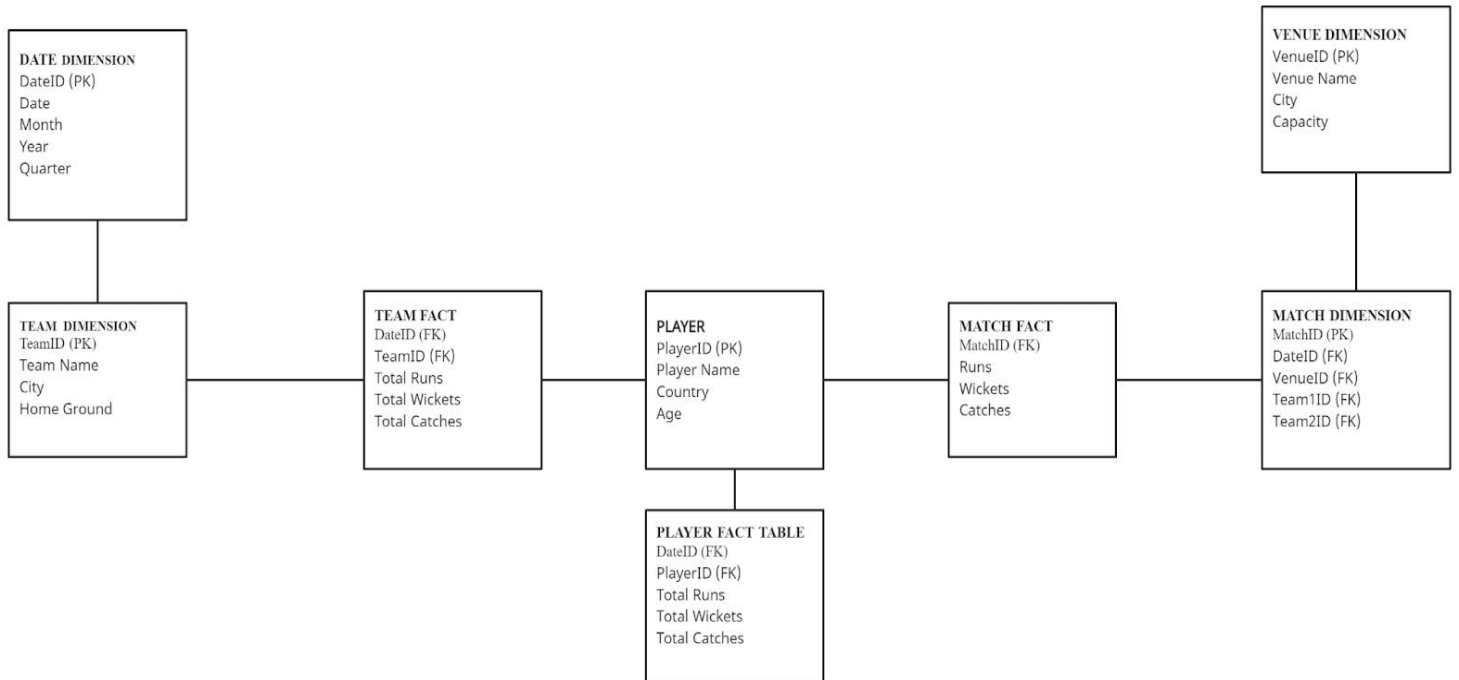 DATE DIMENSION
DateID (PK)
Date
Month
Year
Quarter
VENUE DIMENSION
VenueID (PK)
Venue Name
City
Capacity
TEAM DIMENSION
TeamID (PK)
Team Name
City
Home Ground
TEAM FACT
DateID (FK)
TeamID (FK)
Total Runs
Total Wickets
Total Catches
PLAYER
PlayerID (PK)
Player Name
Country
Age
MATCH FACT
MatchID (FK)
Runs
Wickets
Catches
MATCH DIMENSION
MatchID (PK)
DateID (FK)
VenueID (FK)
Team1ID (FK)
Team2ID (FK)
PLAYER FACT TABLE
DateID (FK)
PlayerID (FK)
Total Runs
Total Wickets
Total Catches